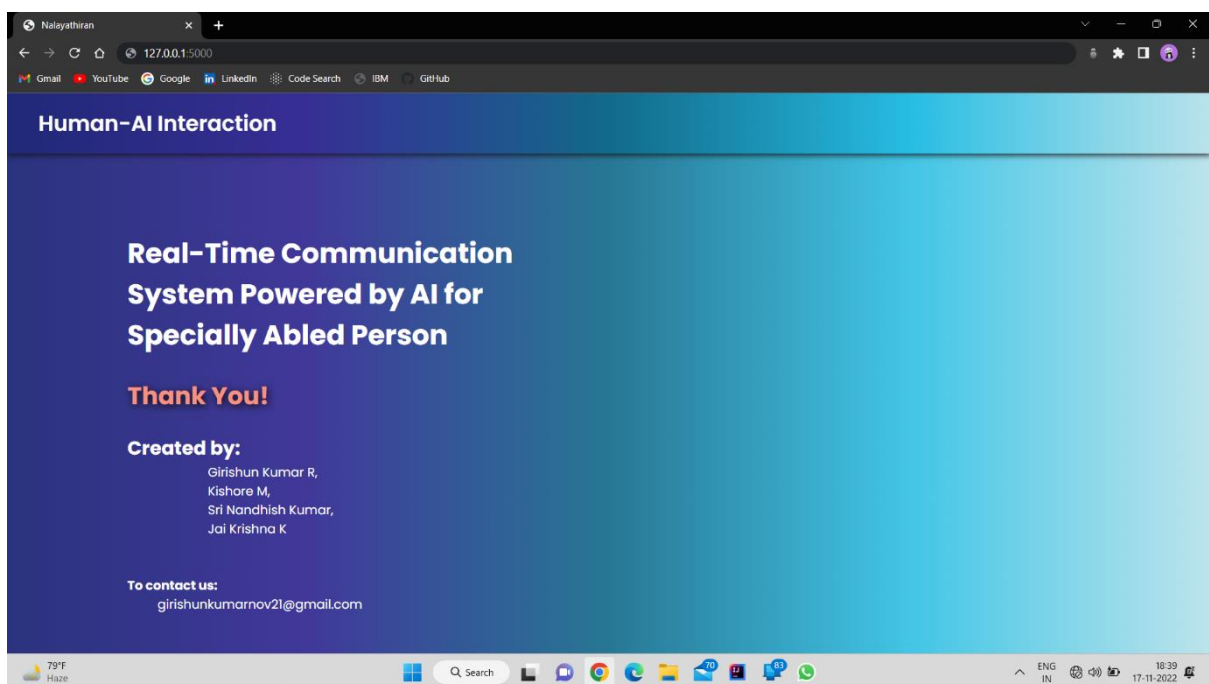 Nalayathiran
127.0.0.1:5000
Gmail YouTube Google LinkedIn Code Search IBM GitHub
Human-AI Interaction
Real-Time Communication
System Powered by AI for
Specially Abled Person
Thank You!
Created by:
Girishun Kumar R,
Kishore M,
Sri Nandhish Kumar,
Jai Krishna K
To contact us:
girishunkumarnov21@gmail.com
79°F
Haze
Search
70
83
ENG
IN
18:39
17-11-2022